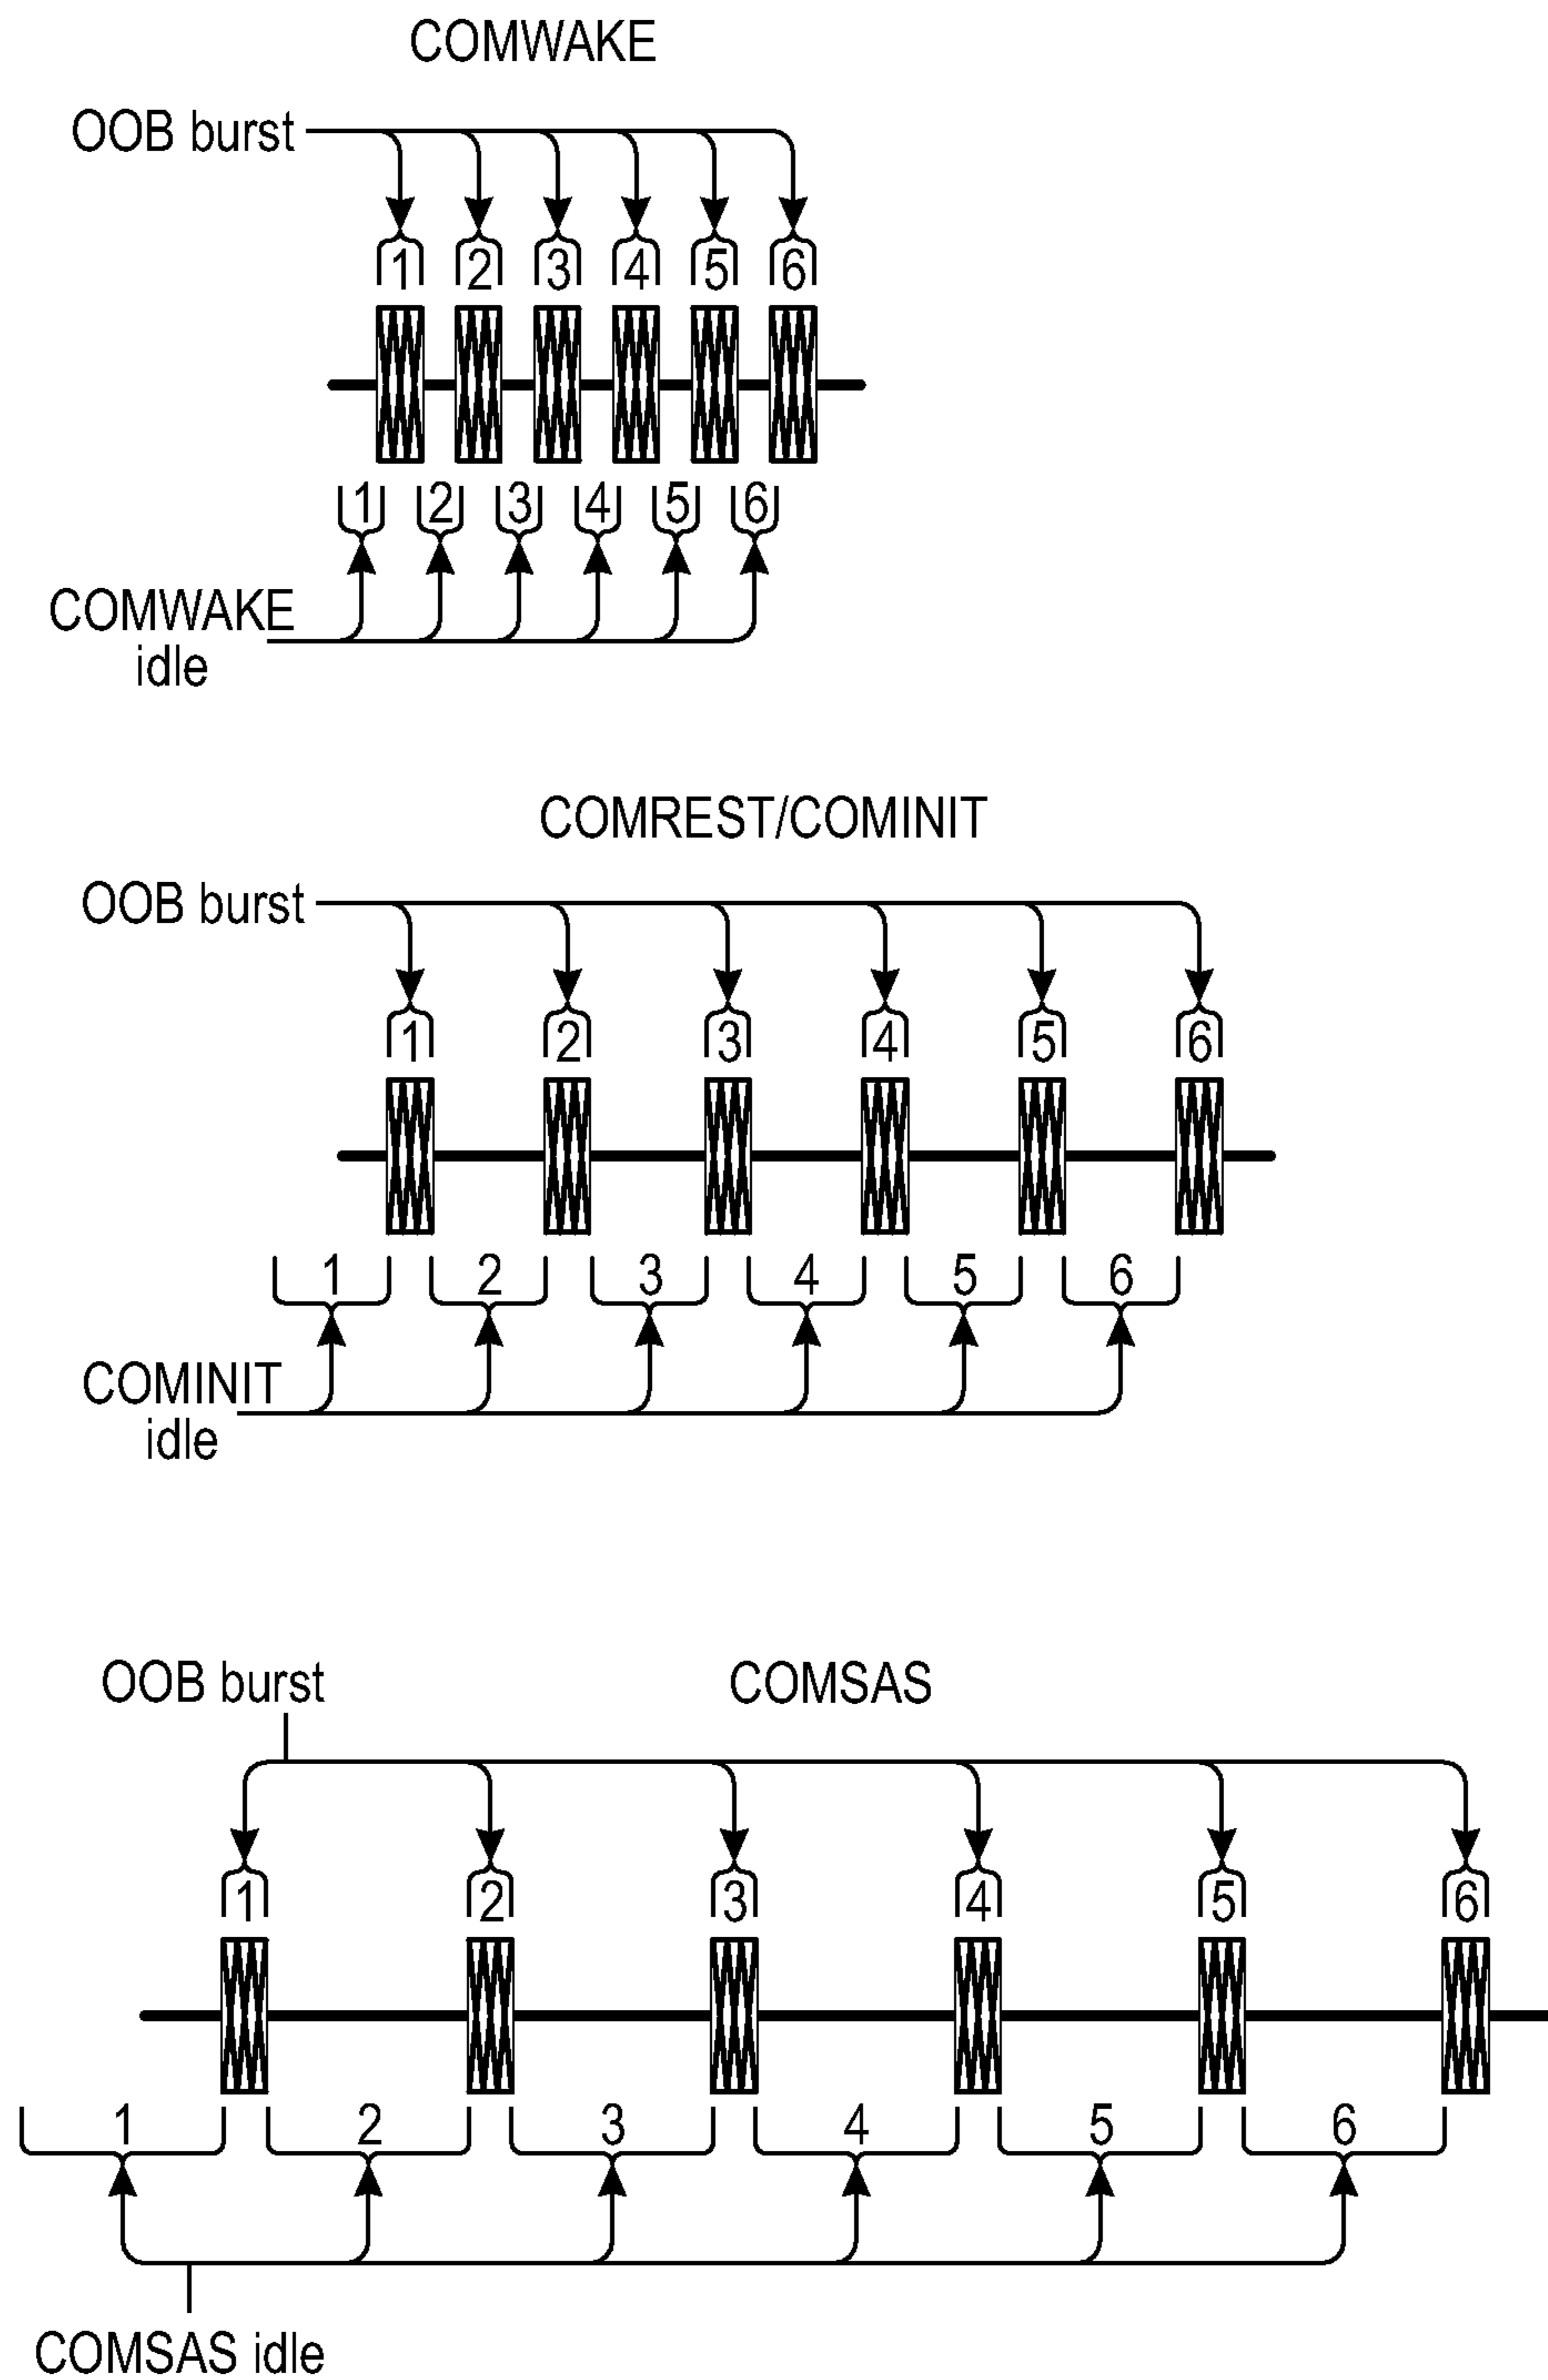 COMWAKE
OOB burst
1 2 3 4 5 6
1 2 3 4 5 6
COMWAKE
idle
COMREST/COMINIT
OOB burst
1 2 3 4 5 6
1 2 3 4 5 6
COMINIT
idle
OOB burst COMSAS
1 2 3 4 5 6
1 2 3 4 5 6
COMSAS idle